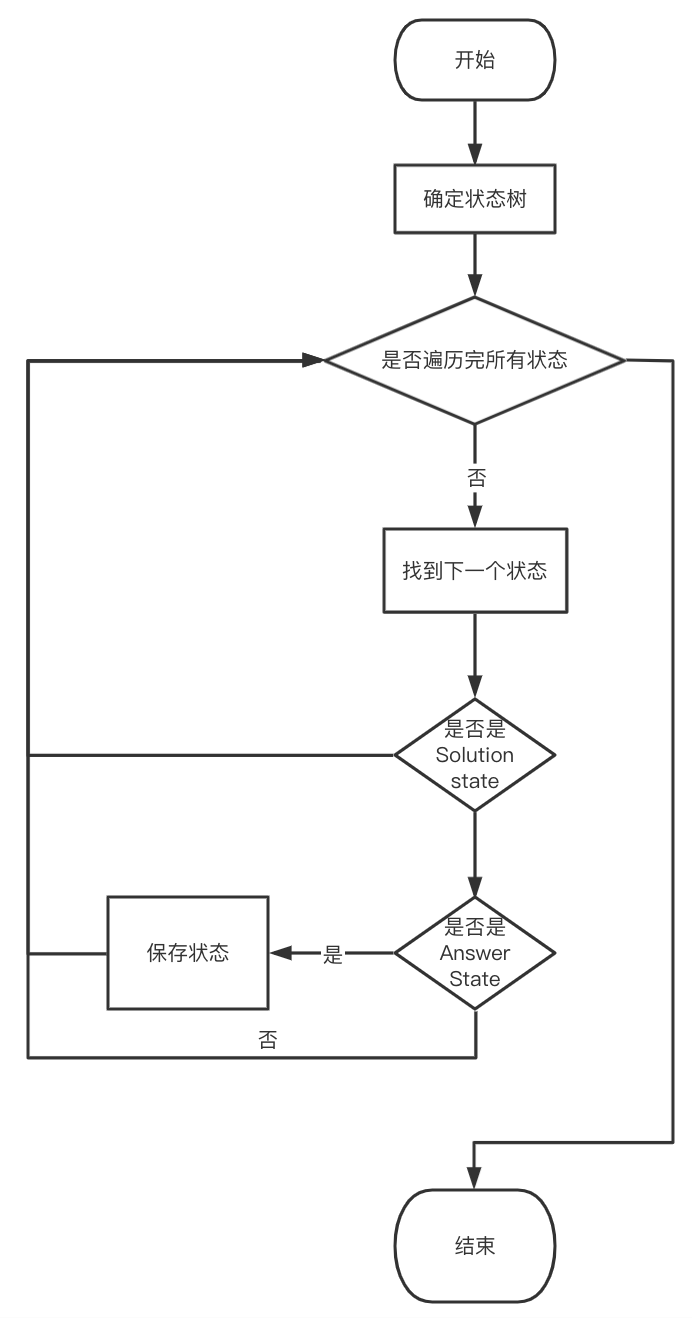 开始
确定状态树
是否遍历完所有状态
否
找到下一个状态
是否是
Solution
state
是否是
Answer
State
是
保存状态
否
结束